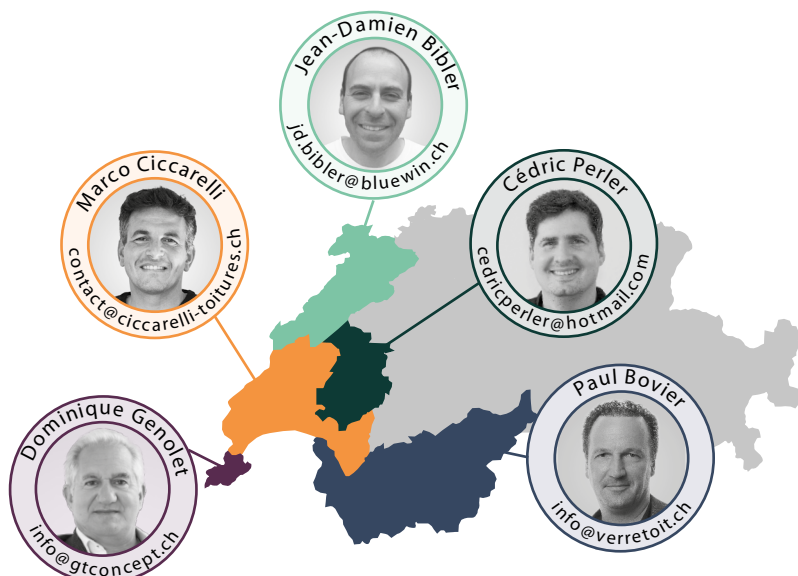 Jean-Damien Bibler
jd.bibler@bluewin.ch
Marco Ciccarelli
contact@ciccarelli-toitures.ch
Cédric Perler
cedricperler@hotmail.com
Paul Bovier
info@verretoit.ch
Dominique Genolet
info@gtconcept.ch